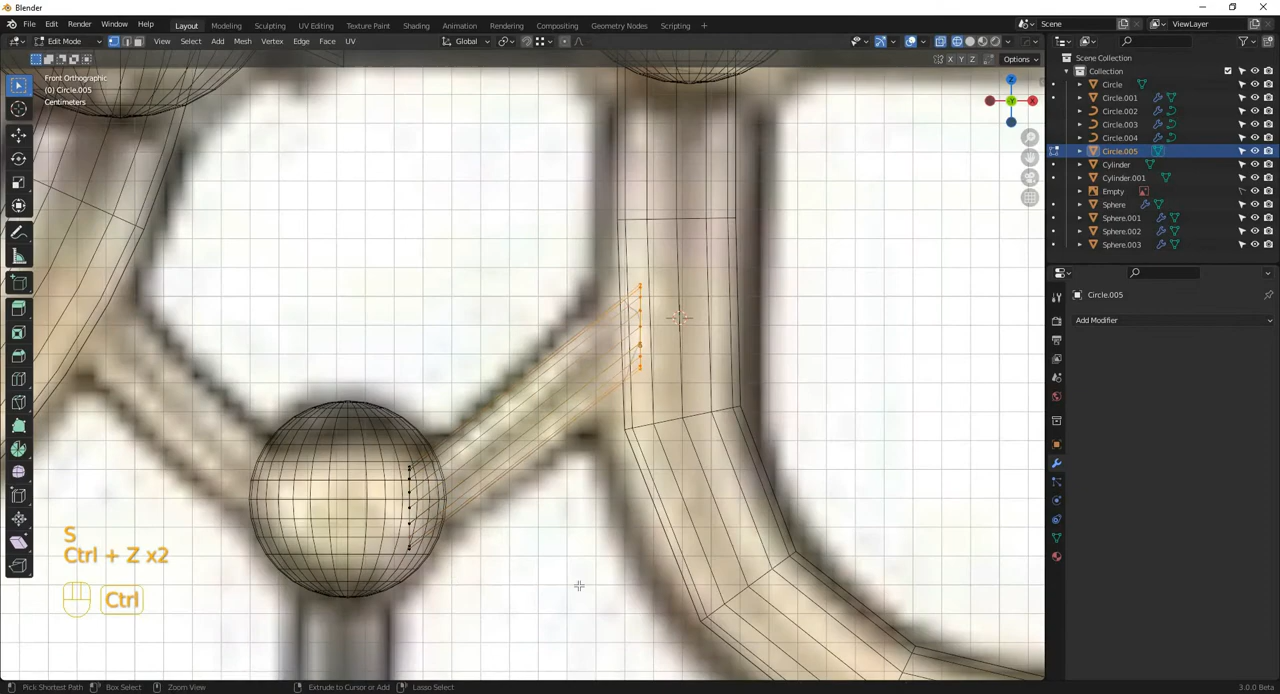 Blender
File Edit Render Window Help Layout Modeling Sculpting UV Editing Texture Paint Shading Animation Rendering Compositing Geometry Nodes Scripting + Scene ViewLayer
Edit Mode View Select Add Mesh Vertex Edge Face UV Global
X Y Z Options
Front Orthographic
(0) Circle.005
Centimeters
Z
Y
X
Scene Collection
Collection
Circle
Circle.001
Circle.002
Circle.003
Circle.004
Circle.005
Cylinder
Cylinder.001
Empty
Sphere
Sphere.001
Sphere.002
Sphere.003
Circle.005
Add Modifier
S
Ctrl + Z x2
Ctrl
Pick Shortest Path Box Select Zoom View Extrude to Cursor or Add Lasso Select 3.0.0 Beta